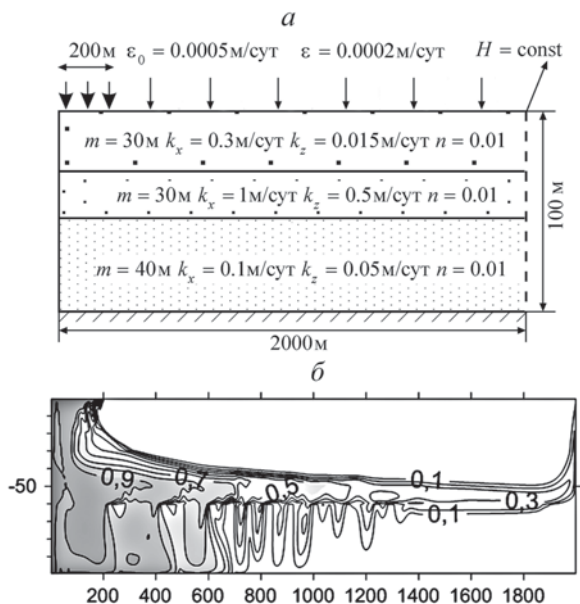 а
200м ε₀ = 0.0005м/сут ε = 0.0002м/сут H = const
m = 30м kₓ = 0.3м/сут k_z = 0.015м/сут n = 0.01
m = 30м kₓ = 1м/сут k_z = 0.5м/сут n = 0.01
m = 40м kₓ = 0.1м/сут k_z = 0.05м/сут n = 0.01
100 м
2000м
б
-50
0,9 0,7 0,5 0,1
0,3
0,1
200 400 600 800 1000 1200 1400 1600 1800